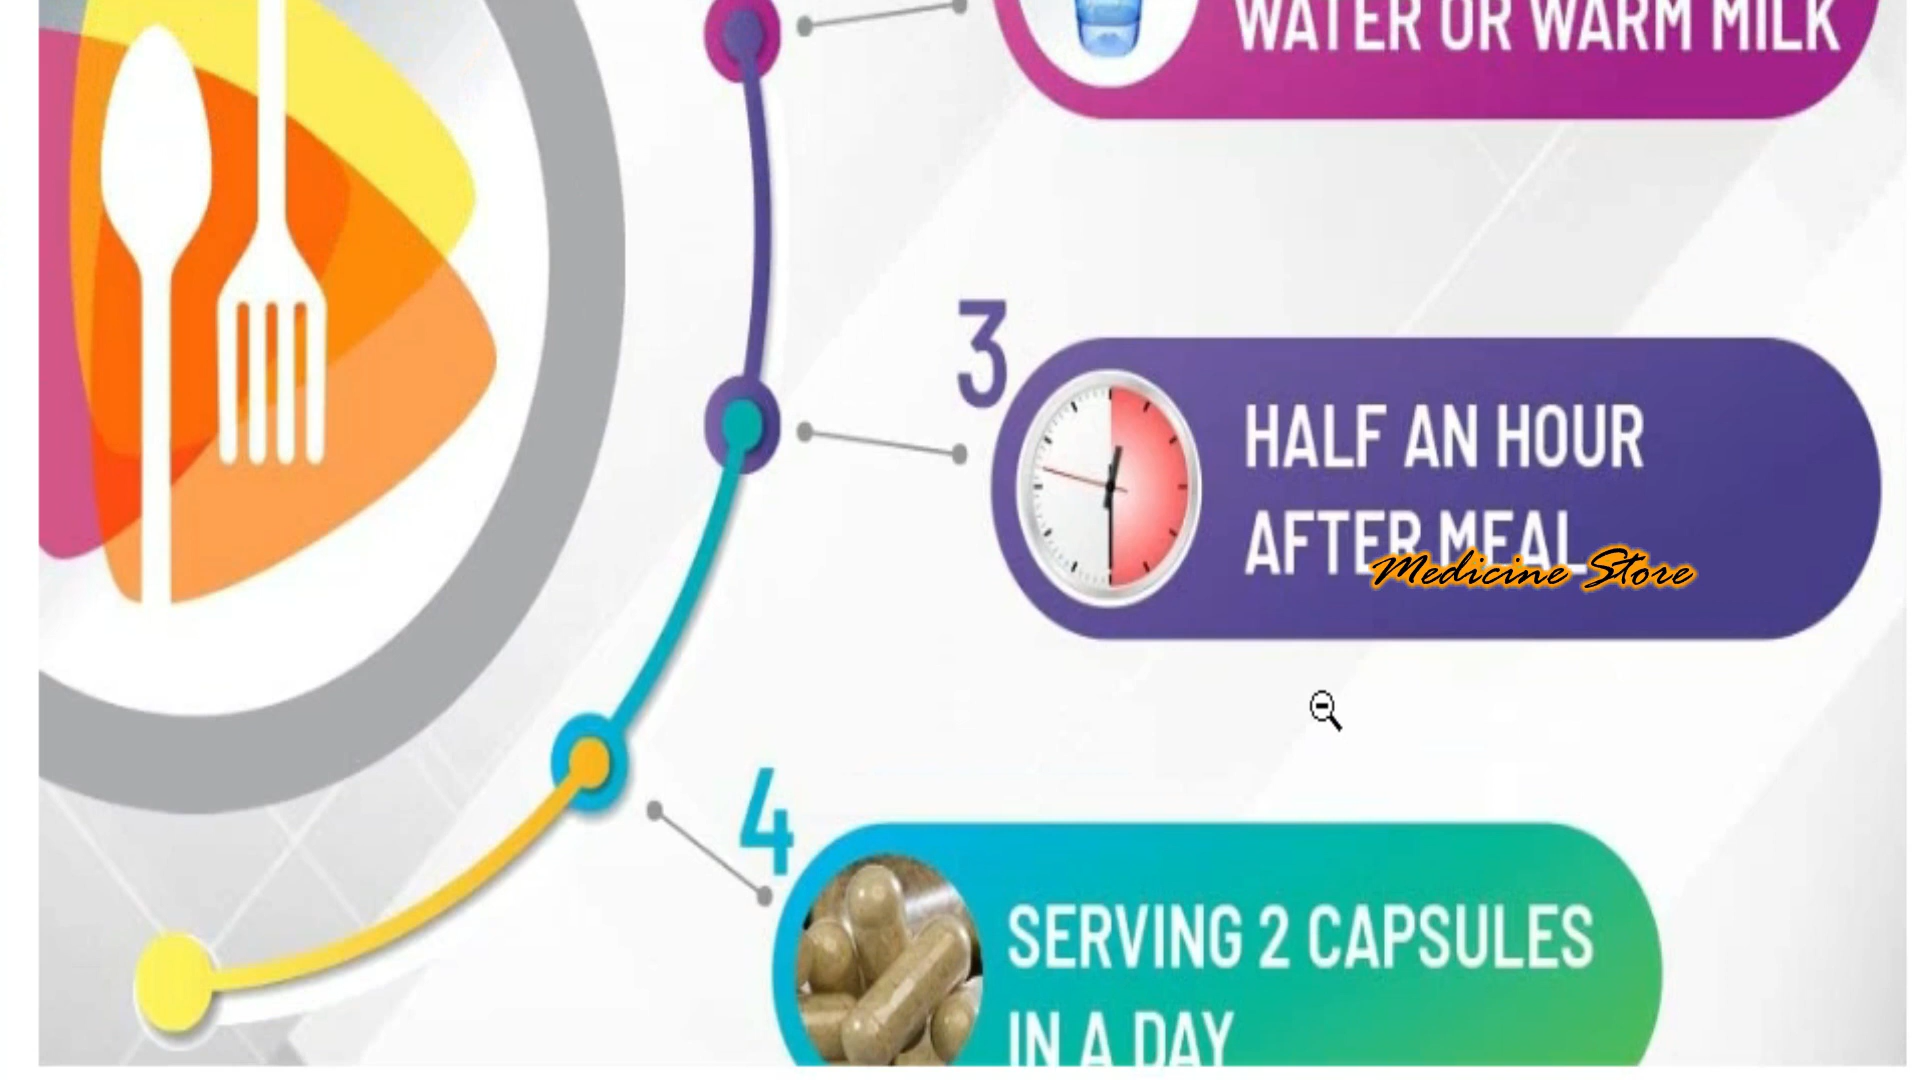 WATER OR WARM MILK
3
HALF AN HOUR
AFTER MEAL
Medicine Store
4
SERVING 2 CAPSULES
IN A DAY